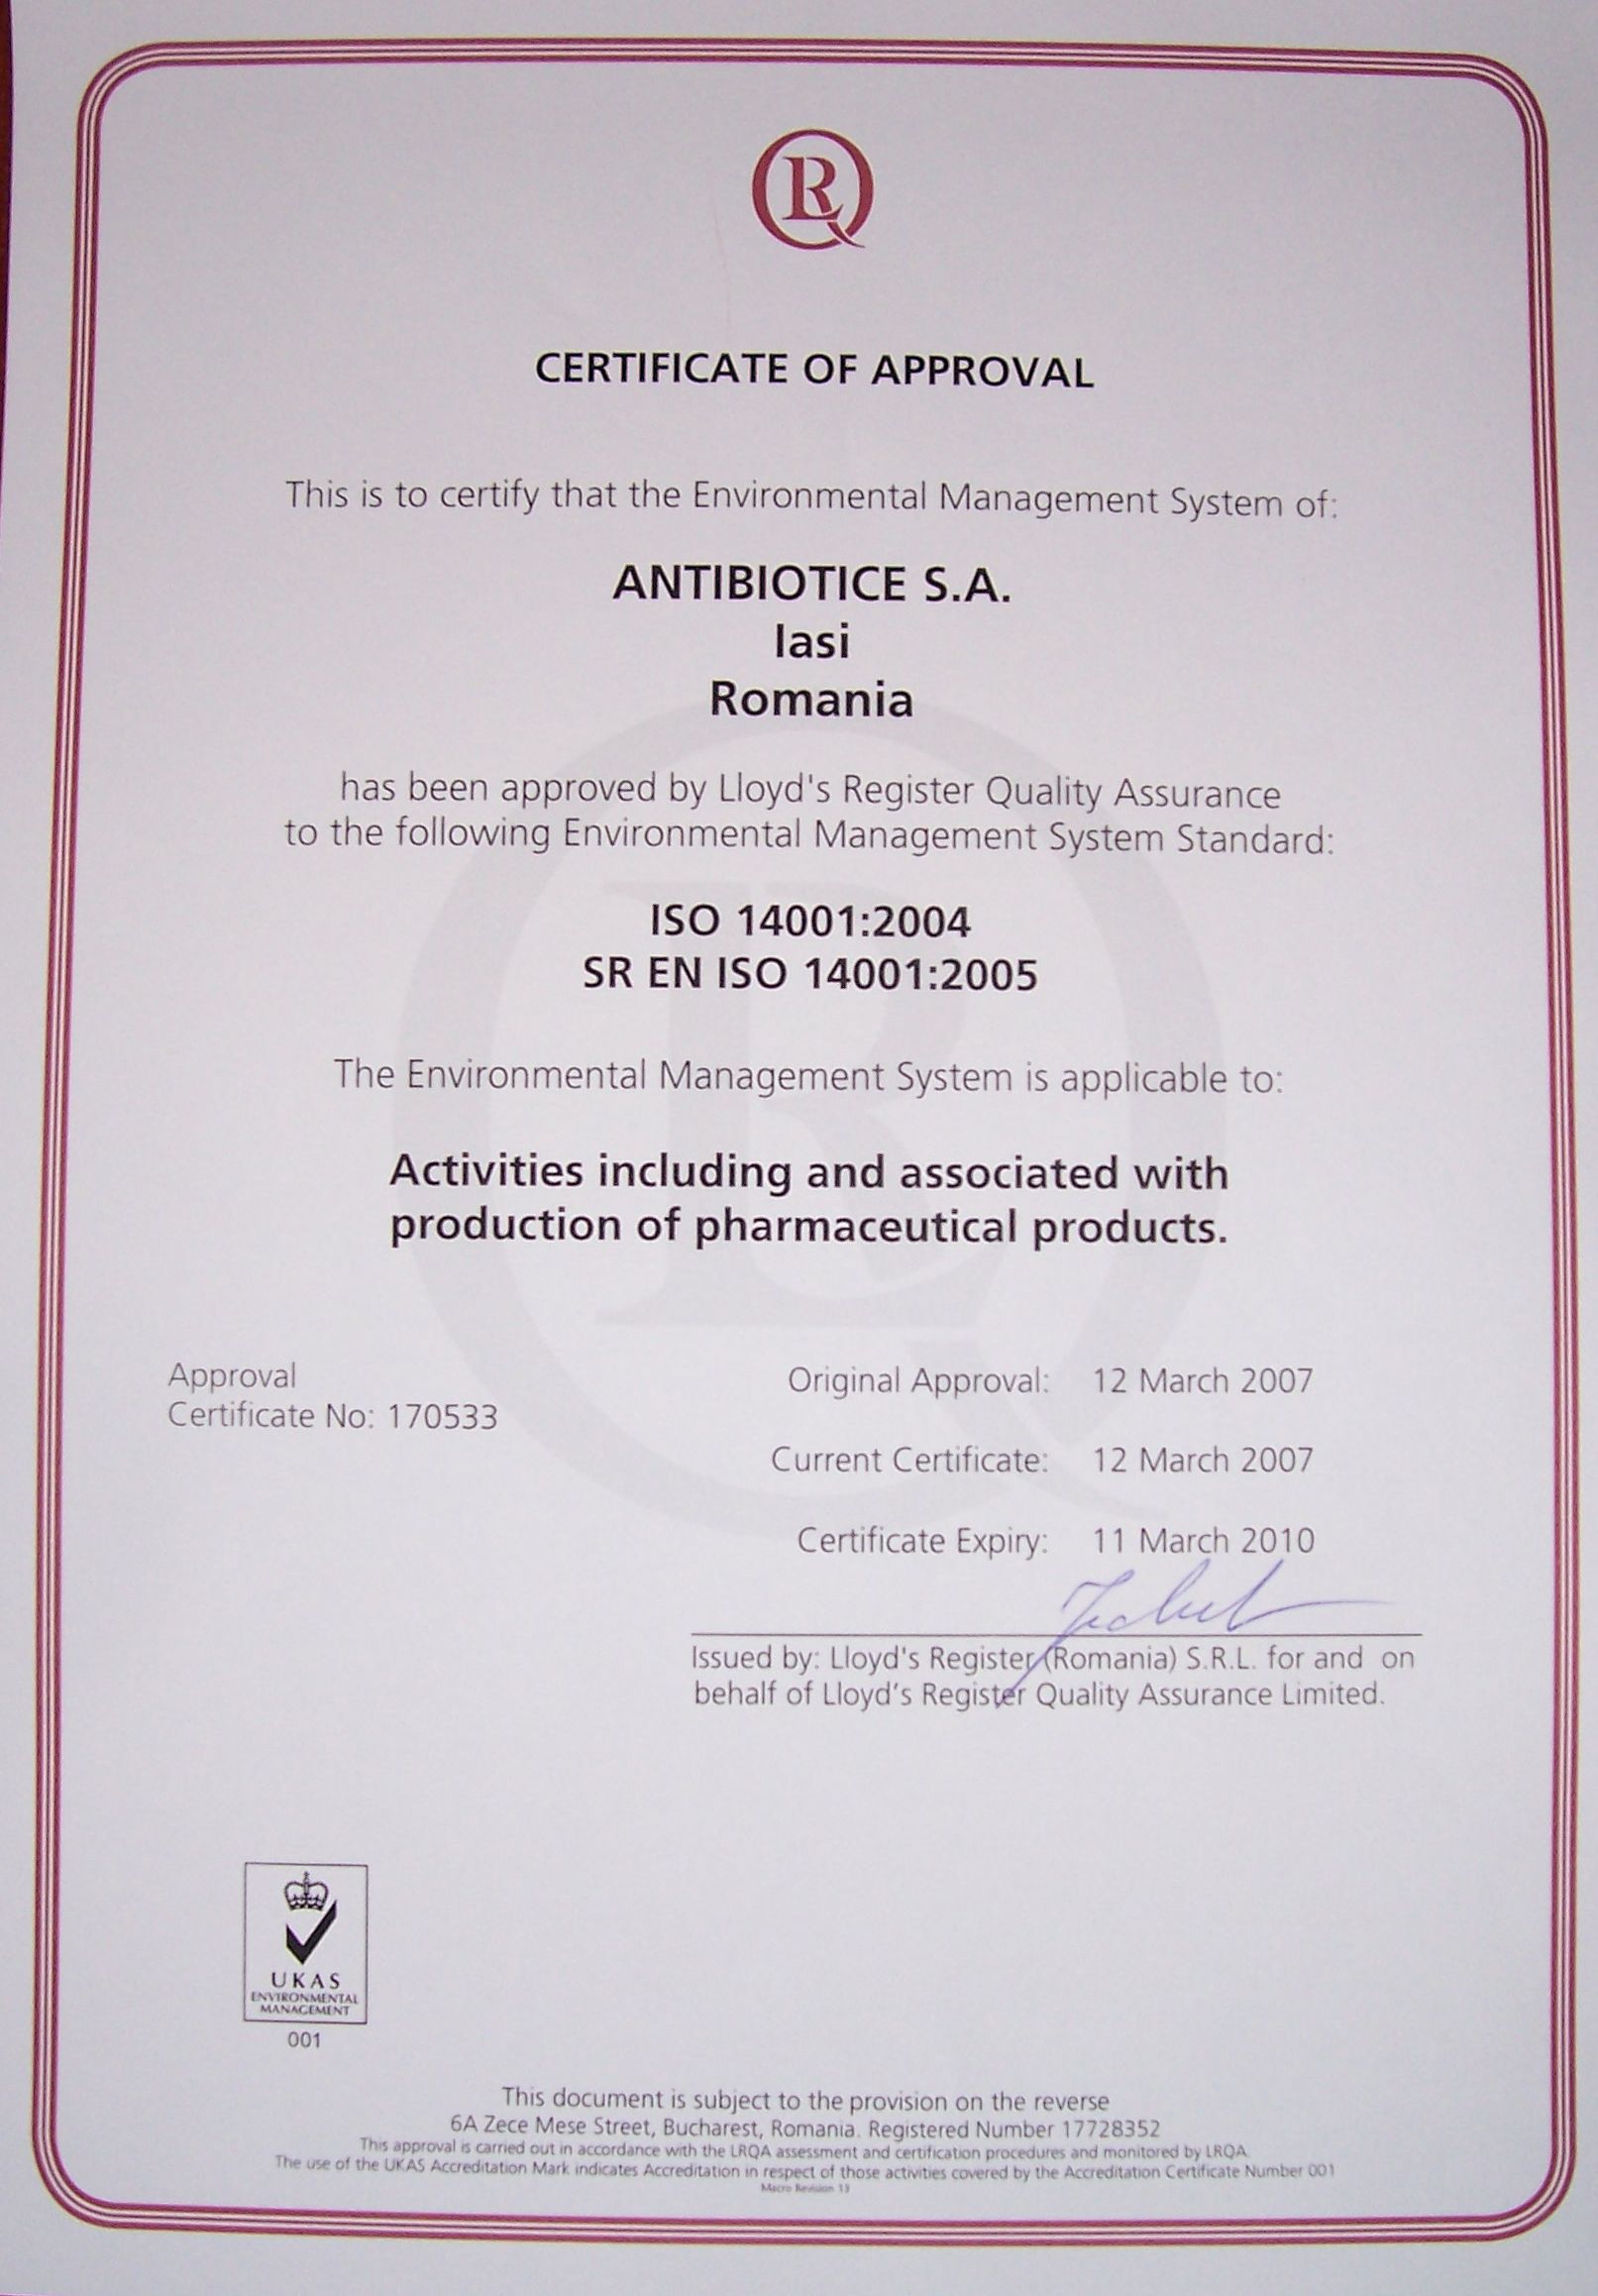 LRQ
CERTIFICATE OF APPROVAL
This is to certify that the Environmental Management System of:
ANTIBIOTICE S.A.
Iasi
Romania
has been approved by Lloyd's Register Quality Assurance
to the following Environmental Management System Standard:
ISO 14001:2004
SR EN ISO 14001:2005
The Environmental Management System is applicable to:
Activities including and associated with
production of pharmaceutical products.
Approval
Certificate No: 170533
Original Approval: 12 March 2007
Current Certificate: 12 March 2007
Certificate Expiry: 11 March 2010
Issued by: Lloyd's Register (Romania) S.R.L. for and on
behalf of Lloyd's Register Quality Assurance Limited.
UKAS
ENVIRONMENTAL
MANAGEMENT
001
This document is subject to the provision on the reverse
6A Zece Mese Street, Bucharest, Romania. Registered Number 17728352
This approval is carried out in accordance with the LRQA assessment and certification procedures and monitored by LRQA.
The use of the UKAS Accreditation Mark indicates Accreditation in respect of those activities covered by the Accreditation Certificate Number 001
Macro Revision 13